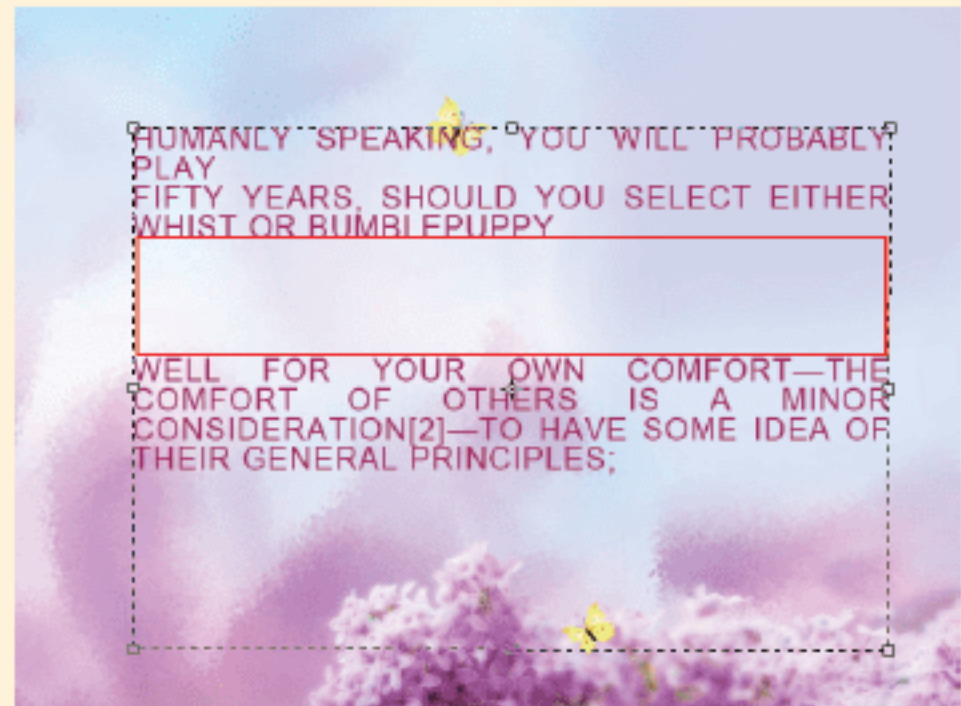 HUMANLY SPEAKING, YOU WILL PROBABLY
PLAY
FIFTY YEARS, SHOULD YOU SELECT EITHER
WHIST OR BUMBLEPUPPY
WELL FOR YOUR OWN COMFORT—THE
COMFORT OF OTHERS IS A MINOR
CONSIDERATION[2]—TO HAVE SOME IDEA OF
THEIR GENERAL PRINCIPLES;